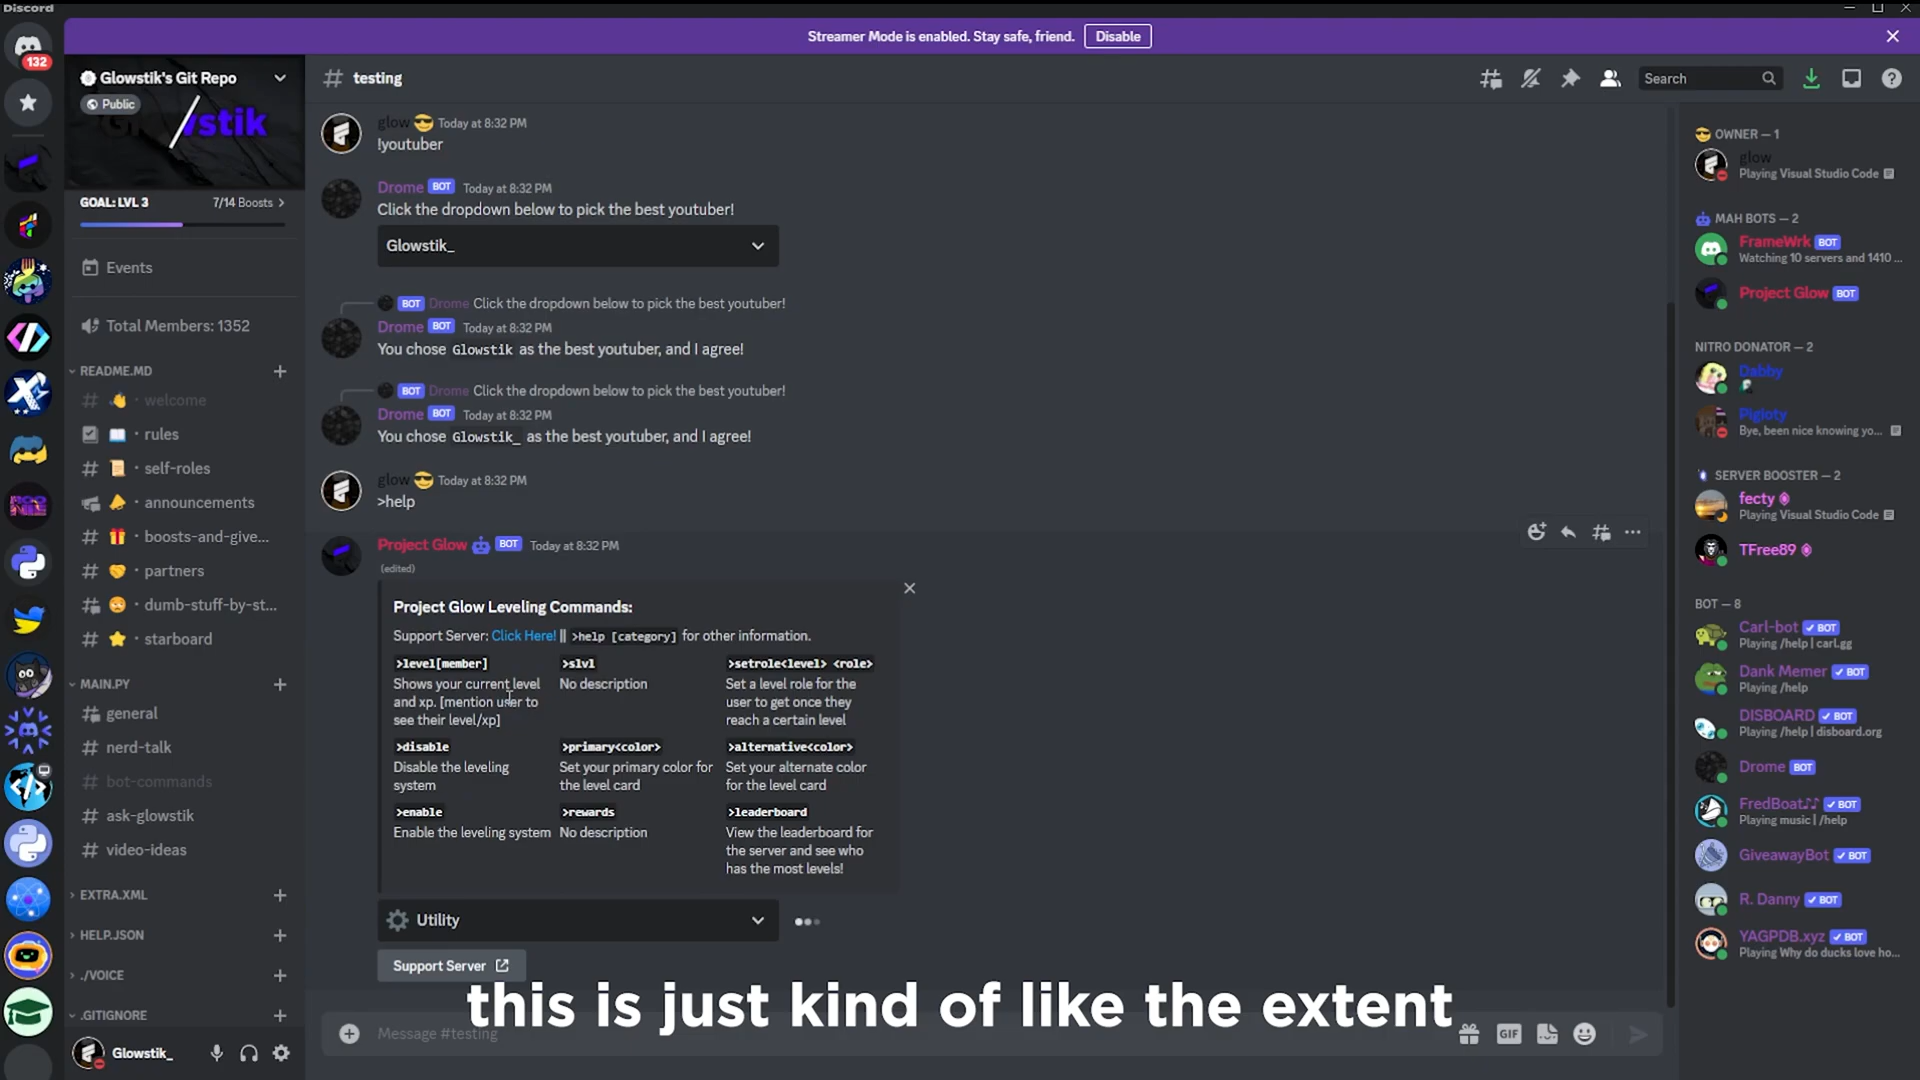 Discord
Streamer Mode is enabled. Stay safe, friend.
Disable
132
Glowstik's Git Repo
Public
GOAL: LVL 3
7/14 Boosts
Events
Total Members: 1352
README.MD
welcome
rules
self-roles
announcements
boosts-and-give...
partners
dumb-stuff-by-st...
starboard
MAIN.PY
general
nerd-talk
bot-commands
ask-glowstik
video-ideas
EXTRA.XML
HELP.JSON
./VOICE
.GITIGNORE
Glowstik_
# testing
Search
glow 😎 Today at 8:32 PM
!youtuber
Drome BOT Today at 8:32 PM
Click the dropdown below to pick the best youtuber!
Glowstik_
BOT Drome Click the dropdown below to pick the best youtuber!
Drome BOT Today at 8:32 PM
You chose Glowstik as the best youtuber, and I agree!
BOT Drome Click the dropdown below to pick the best youtuber!
Drome BOT Today at 8:32 PM
You chose Glowstik_ as the best youtuber, and I agree!
glow 😎 Today at 8:32 PM
>help
Project Glow BOT Today at 8:32 PM
(edited)
Project Glow Leveling Commands:
Support Server: Click Here! || >help [category] for other information.
>level[member]
Shows your current level
and xp. [mention user to
see their level/xp]
>slvl
No description
>setrole<level> <role>
Set a level role for the
user to get once they
reach a certain level
>disable
Disable the leveling
system
>primary<color>
Set your primary color for
the level card
>alternative<color>
Set your alternate color
for the level card
>enable
Enable the leveling system
>rewards
No description
>leaderboard
View the leaderboard for
the server and see who
has the most levels!
Utility
Support Server
this is just kind of like the extent
Message #testing
GIF
OWNER — 1
glow
Playing Visual Studio Code
MAH BOTS — 2
FrameWrk BOT
Watching 10 servers and 1410 ...
Project Glow BOT
NITRO DONATOR — 2
Dabby
Pigioty
Bye, been nice knowing yo...
SERVER BOOSTER — 2
fecty
Playing Visual Studio Code
TFree89
BOT — 8
Carl-bot BOT
Playing /help | carl.gg
Dank Memer BOT
Playing /help
DISBOARD BOT
Playing /help | disboard.org
Drome BOT
FredBoat♪♪ BOT
Playing music | /help
GiveawayBot BOT
R. Danny BOT
YAGPDB.xyz BOT
Playing Why do ducks love ho...